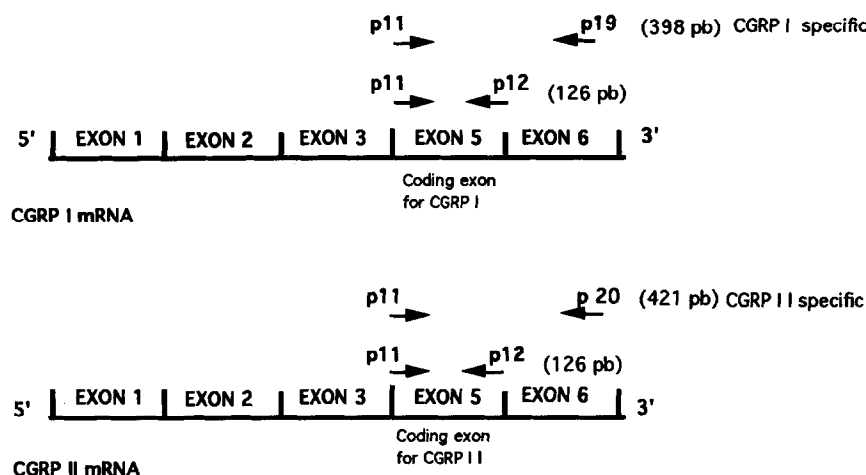 p11 p19 (398 pb) CGRP I specific
p11 p12 (126 pb)
5' EXON 1 EXON 2 EXON 3 EXON 5 EXON 6 3'
Coding exon
for CGRP I
CGRP I mRNA
p11 p 20 (421 pb) CGRP II specific
p11 p12 (126 pb)
5' EXON 1 EXON 2 EXON 3 EXON 5 EXON 6 3'
Coding exon
for CGRP II
CGRP II mRNA